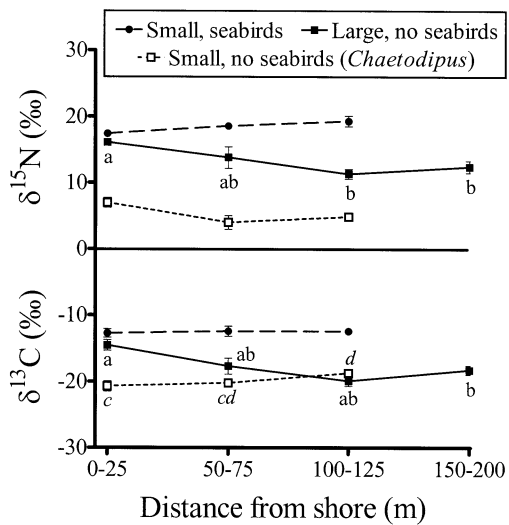 Small, seabirds Large, no seabirds
Small, no seabirds (Chaetodipus)
30
20
10
0
δ15N (‰)
a
ab
b
b
-10
-20
-30
δ13C (‰)
a
ab
d
c
cd
ab
b
0-25 50-75 100-125 150-200
Distance from shore (m)